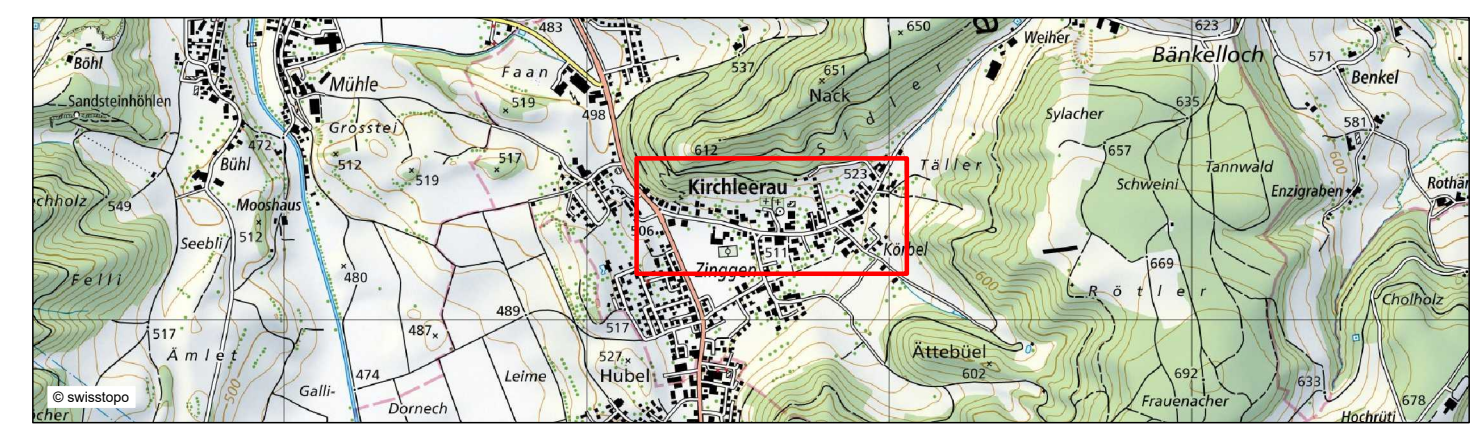 483
650
623
Weiher
Bänkelloch
571
Böhl
Faan
537
651
Benkel
Mühle
Nack
Sandsteinhöhlen
519
498
635
Sidler
Sylacher
581
Grosstei
472
612
657
Tannwald
Bühl
512
517
519
Täller
523
Kirchleerau
Schweini
Enzigraben
Rothär
chholz
549
Mooshaus
506
600
Seebli
512
511
Körbel
Felli
480
Zinggen
669
Rötler
600
Cholholz
489
517
487
517
Ämlet
527
Ättebüel
Hubel
602
474
Leime
692
633
500
Galli-
© swisstopo
Dornech
Frauenacher
678
ocher
Hochrüti